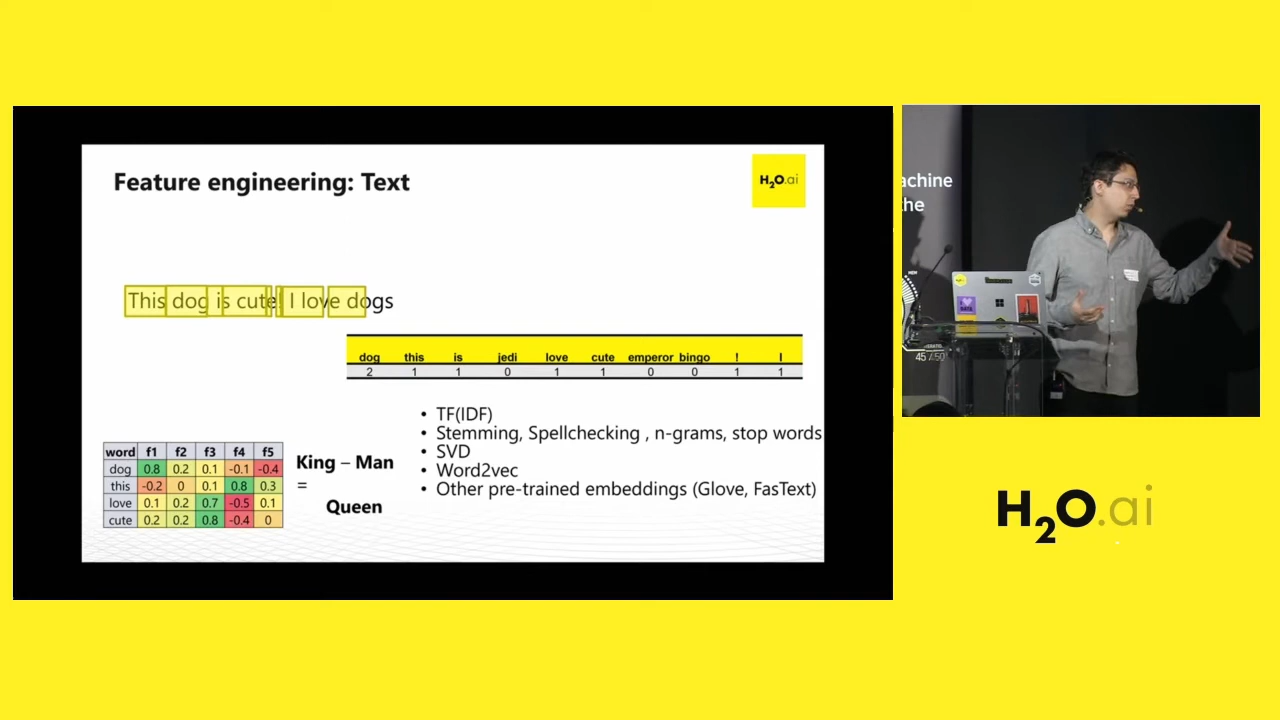 Feature engineering: Text
H2O.ai
This dog is cute! I love dogs
dog this is jedi love cute emperor bingo ! I
2 1 1 0 1 1 0 0 1 1
TF(IDF)
Stemming, Spellchecking , n-grams, stop words
SVD
Word2vec
Other pre-trained embeddings (Glove, FasText)
word f1 f2 f3 f4 f5
dog 0.8 0.2 0.1 -0.1 -0.4
this -0.2 0 0.1 0.8 0.3
love 0.1 0.2 0.7 -0.5 0.1
cute 0.2 0.2 0.8 -0.4 0
King – Man
=
Queen
achine
the
45 / 50
H2O.ai